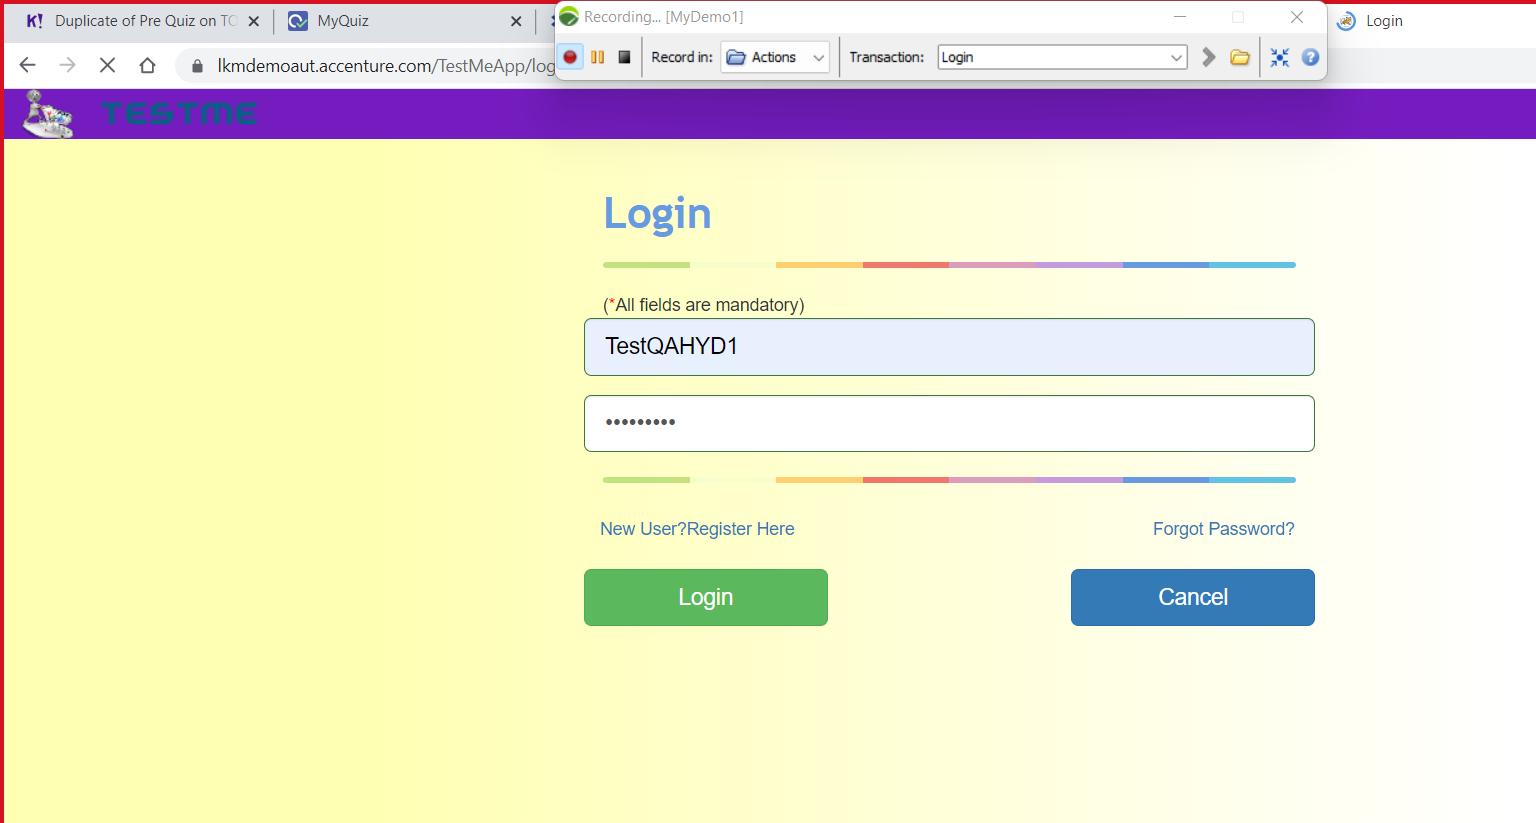 K! Duplicate of Pre Quiz on TC
MyQuiz
Recording... [MyDemo1]
Login
lkmdemoaut.accenture.com/TestMeApp/log
Record in: Actions Transaction: Login
TESTME
Login
(*All fields are mandatory)
TestQAHYD1
•••••••••
New User?Register Here Forgot Password?
Login Cancel